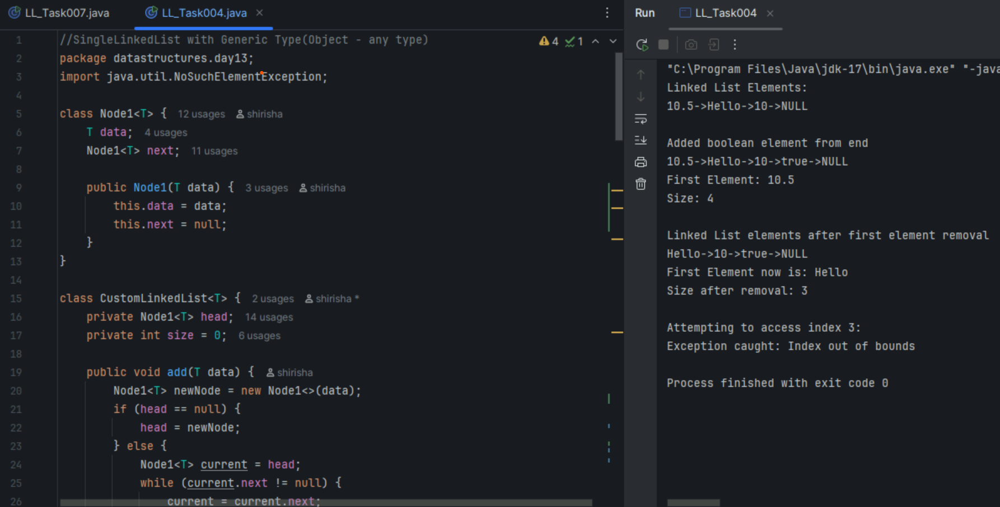 LL_Task007.java LL_Task004.java
4 1
1 //SingleLinkedList with Generic Type(Object - any type)
2 package datastructures.day13;
3 import java.util.NoSuchElementException;
4
5 class Node1<T> { 12 usages shirisha
6 T data; 4 usages
7 Node1<T> next; 11 usages
8
9 public Node1(T data) { 3 usages shirisha
10 this.data = data;
11 this.next = null;
12 }
13 }
14
15 class CustomLinkedList<T> { 2 usages shirisha *
16 private Node1<T> head; 14 usages
17 private int size = 0; 6 usages
18
19 public void add(T data) { shirisha
20 Node1<T> newNode = new Node1<>(data);
21 if (head == null) {
22 head = newNode;
23 } else {
24 Node1<T> current = head;
25 while (current.next != null) {
26 current = current.next;
Run LL_Task004
"C:\Program Files\Java\jdk-17\bin\java.exe" "-java
Linked List Elements:
10.5->Hello->10->NULL
Added boolean element from end
10.5->Hello->10->true->NULL
First Element: 10.5
Size: 4
Linked List elements after first element removal
Hello->10->true->NULL
First Element now is: Hello
Size after removal: 3
Attempting to access index 3:
Exception caught: Index out of bounds
Process finished with exit code 0